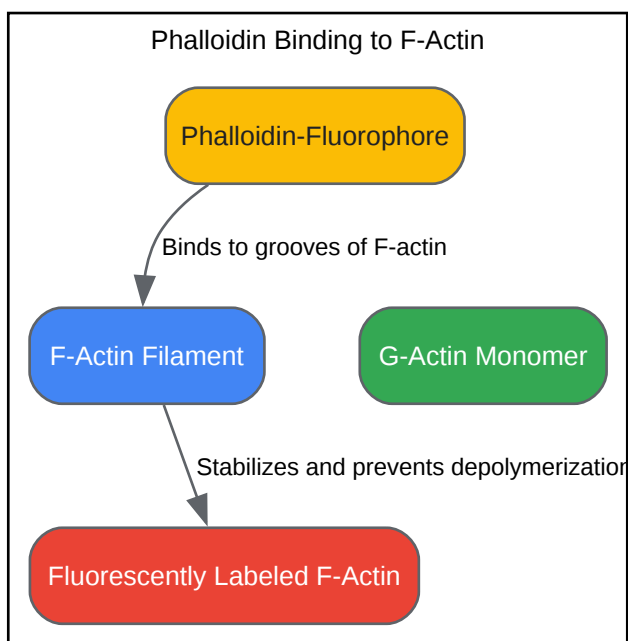 Phalloidin Binding to F-Actin
Phalloidin-Fluorophore
Binds to grooves of F-actin
F-Actin Filament
G-Actin Monomer
Stabilizes and prevents depolymerization
Fluorescently Labeled F-Actin